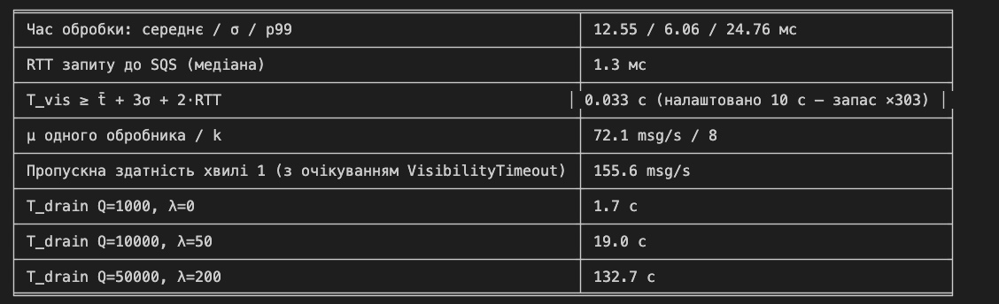 Час обробки: середнє / σ / p99 12.55 / 6.06 / 24.76 мс
RTT запиту до SQS (медіана) 1.3 мс
T_vis ≥ t̄ + 3σ + 2·RTT 0.033 с (налаштовано 10 с — запас ×303)
μ одного обробника / k 72.1 msg/s / 8
Пропускна здатність хвилі 1 (з очікуванням VisibilityTimeout) 155.6 msg/s
T_drain Q=1000, λ=0 1.7 с
T_drain Q=10000, λ=50 19.0 с
T_drain Q=50000, λ=200 132.7 с